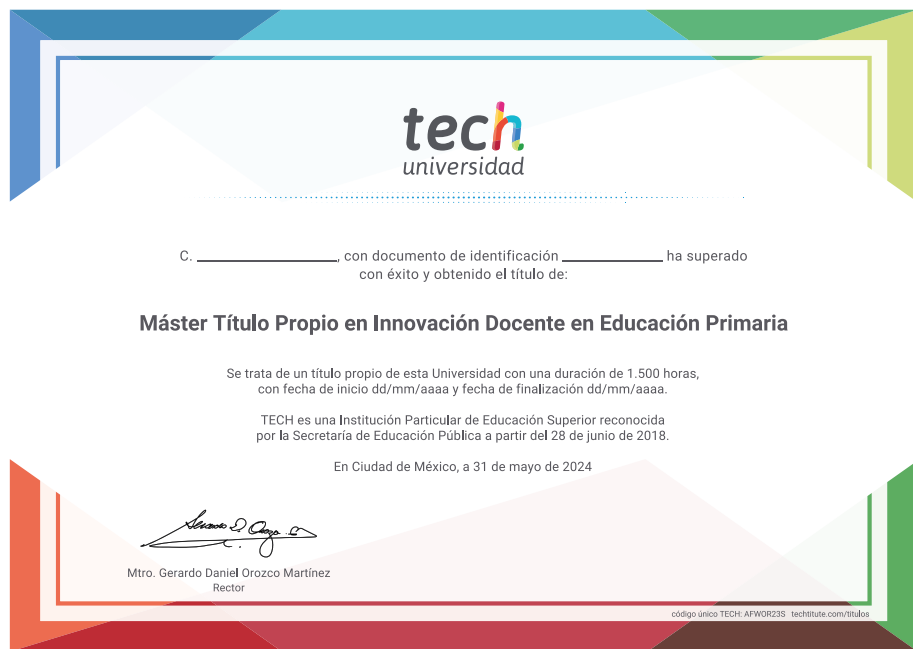 tech
universidad
C. , con documento de identificación ha superado
con éxito y obtenido el título de:
Máster Título Propio en Innovación Docente en Educación Primaria
Se trata de un título propio de esta Universidad con una duración de 1.500 horas,
con fecha de inicio dd/mm/aaaa y fecha de finalización dd/mm/aaaa.
TECH es una Institución Particular de Educación Superior reconocida
por la Secretaría de Educación Pública a partir del 28 de junio de 2018.
En Ciudad de México, a 31 de mayo de 2024
Mtro. Gerardo Daniel Orozco Martínez
Rector
código único TECH: AFWOR23S techtitute.com/titulos